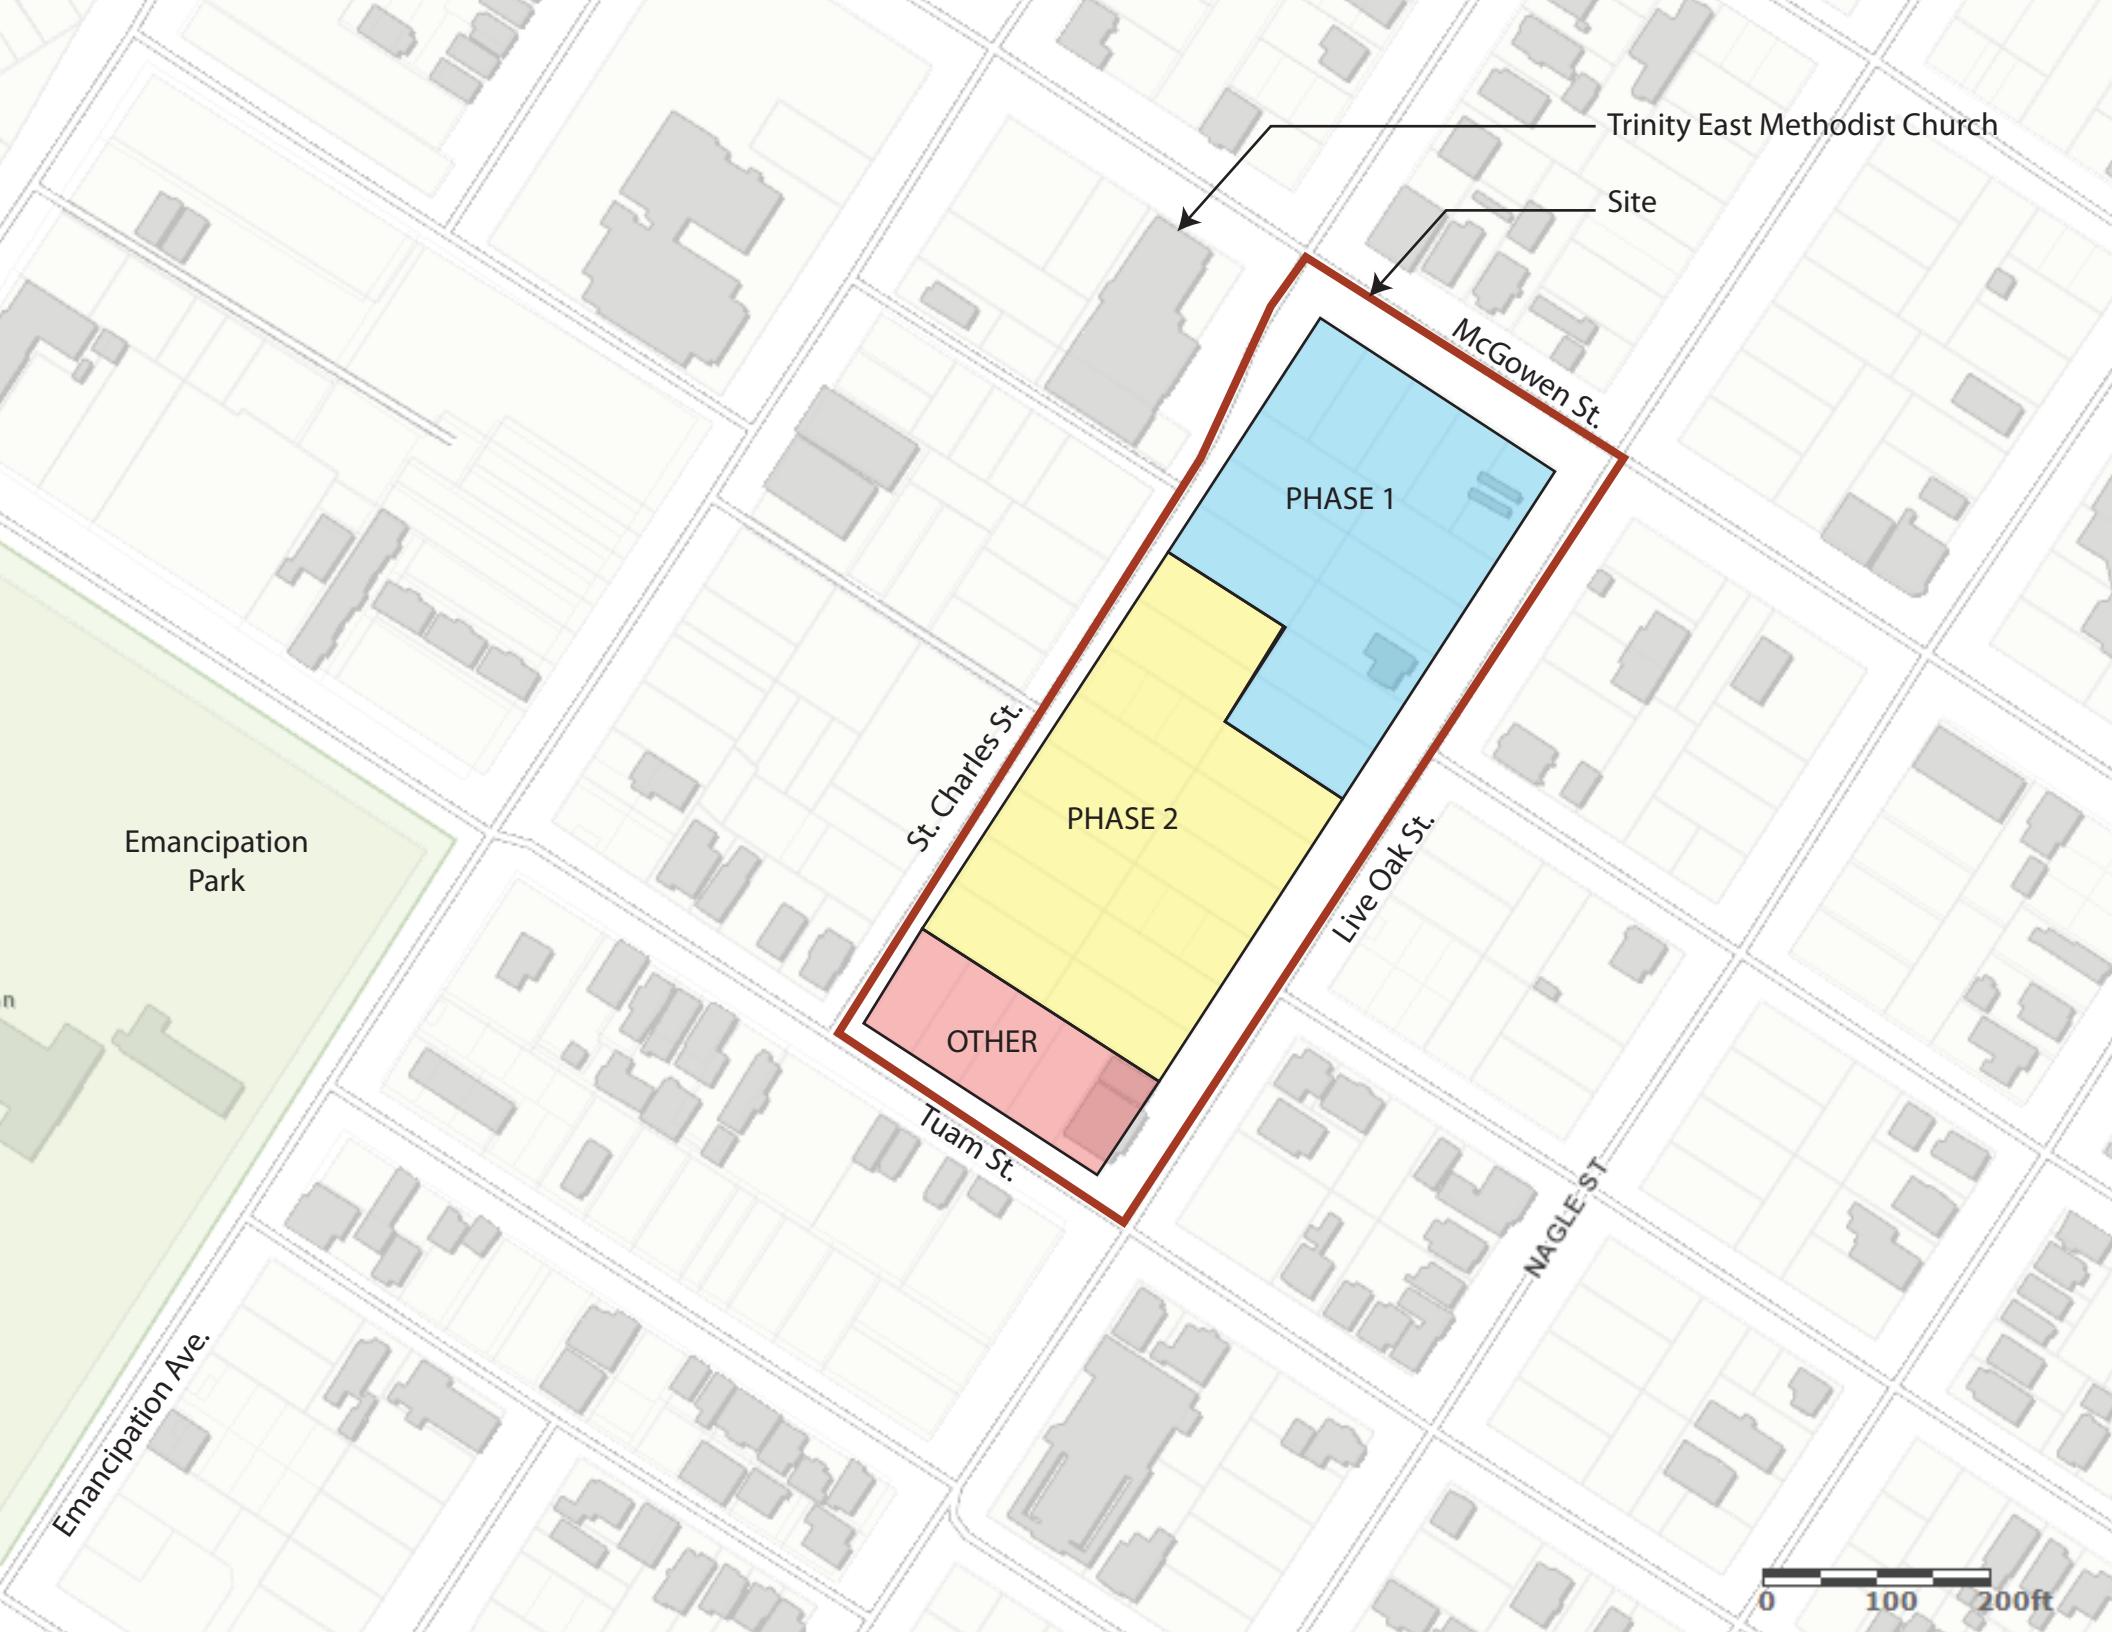 Trinity East Methodist Church
Site
McGowen St.
PHASE 1
St. Charles St.
PHASE 2
Live Oak St.
Emancipation
Park
n
OTHER
Tuam St.
NAGLE ST
Emancipation Ave.
0 100 200ft